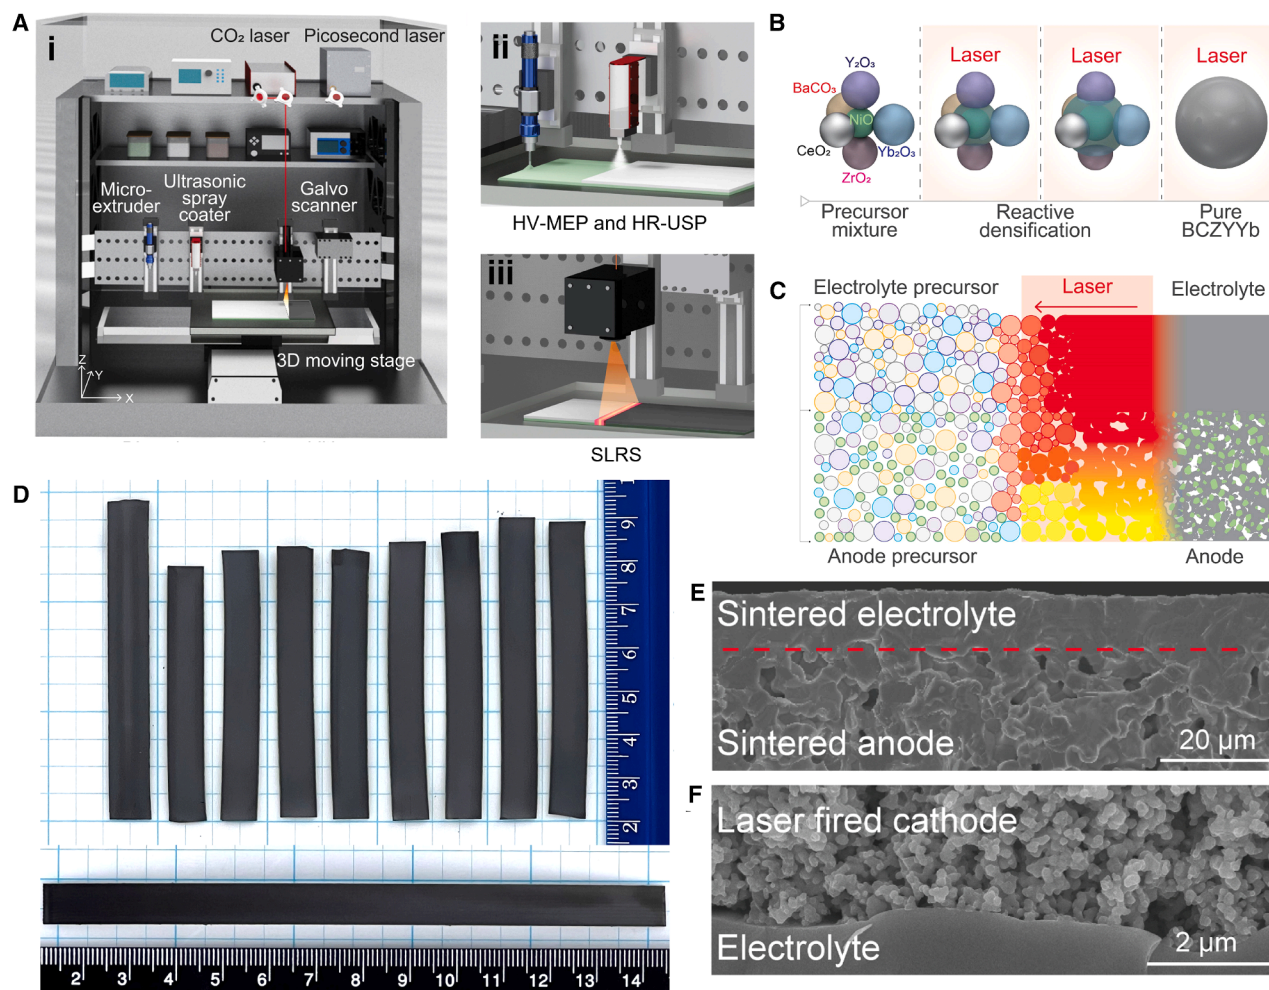 A
i
CO₂ laser
Picosecond laser
Micro-
extruder
Ultrasonic
spray
coater
Galvo
scanner
3D moving stage
Z
Y
X
ii
HV-MEP and HR-USP
iii
SLRS
B
Laser
Laser
Laser
Y₂O₃
BaCO₃
NiO
CeO₂
Yb₂O₃
ZrO₂
Precursor
mixture
Reactive
densification
Pure
BCZYYb
C
Electrolyte precursor
Laser
Electrolyte
Anode precursor
Anode
D
9
8
7
6
5
4
3
2
2 3 4 5 6 7 8 9 10 11 12 13 14
E
Sintered electrolyte
Sintered anode
20 µm
F
Laser fired cathode
Electrolyte
2 µm